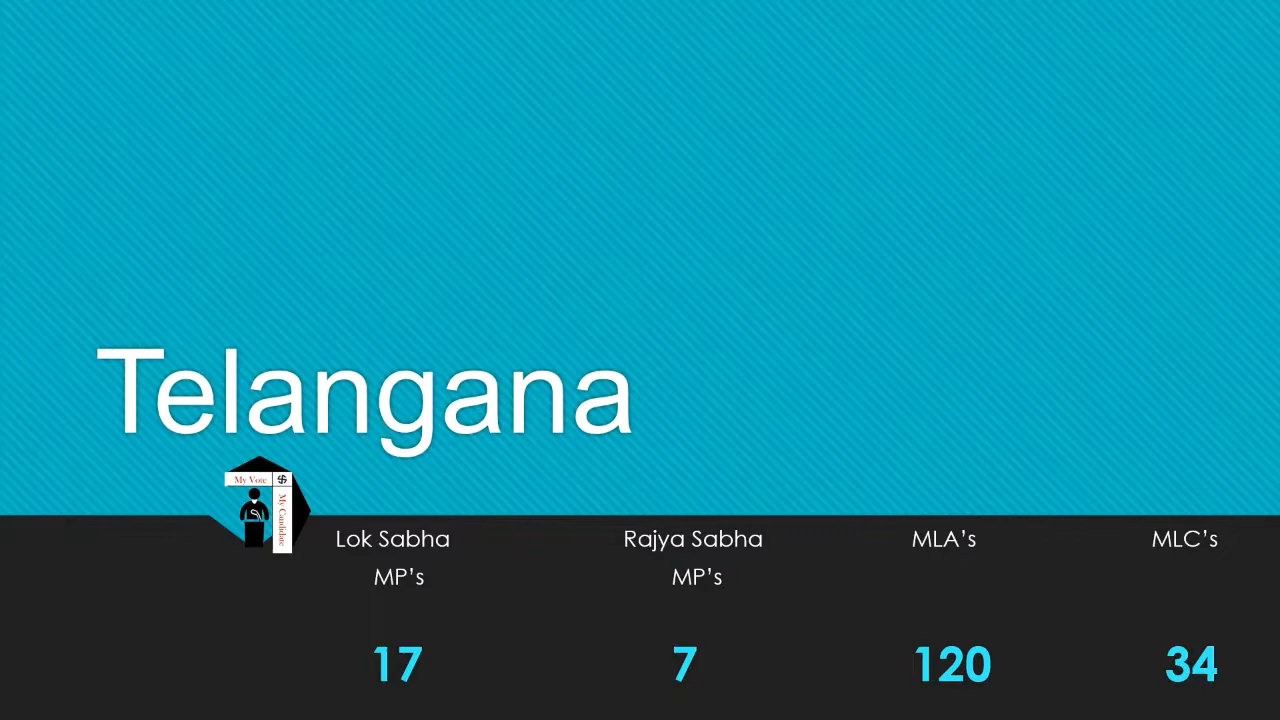 Telangana
My Vote
My Candidate
Lok Sabha Rajya Sabha MLA's MLC's
MP's MP's
17 7 120 34